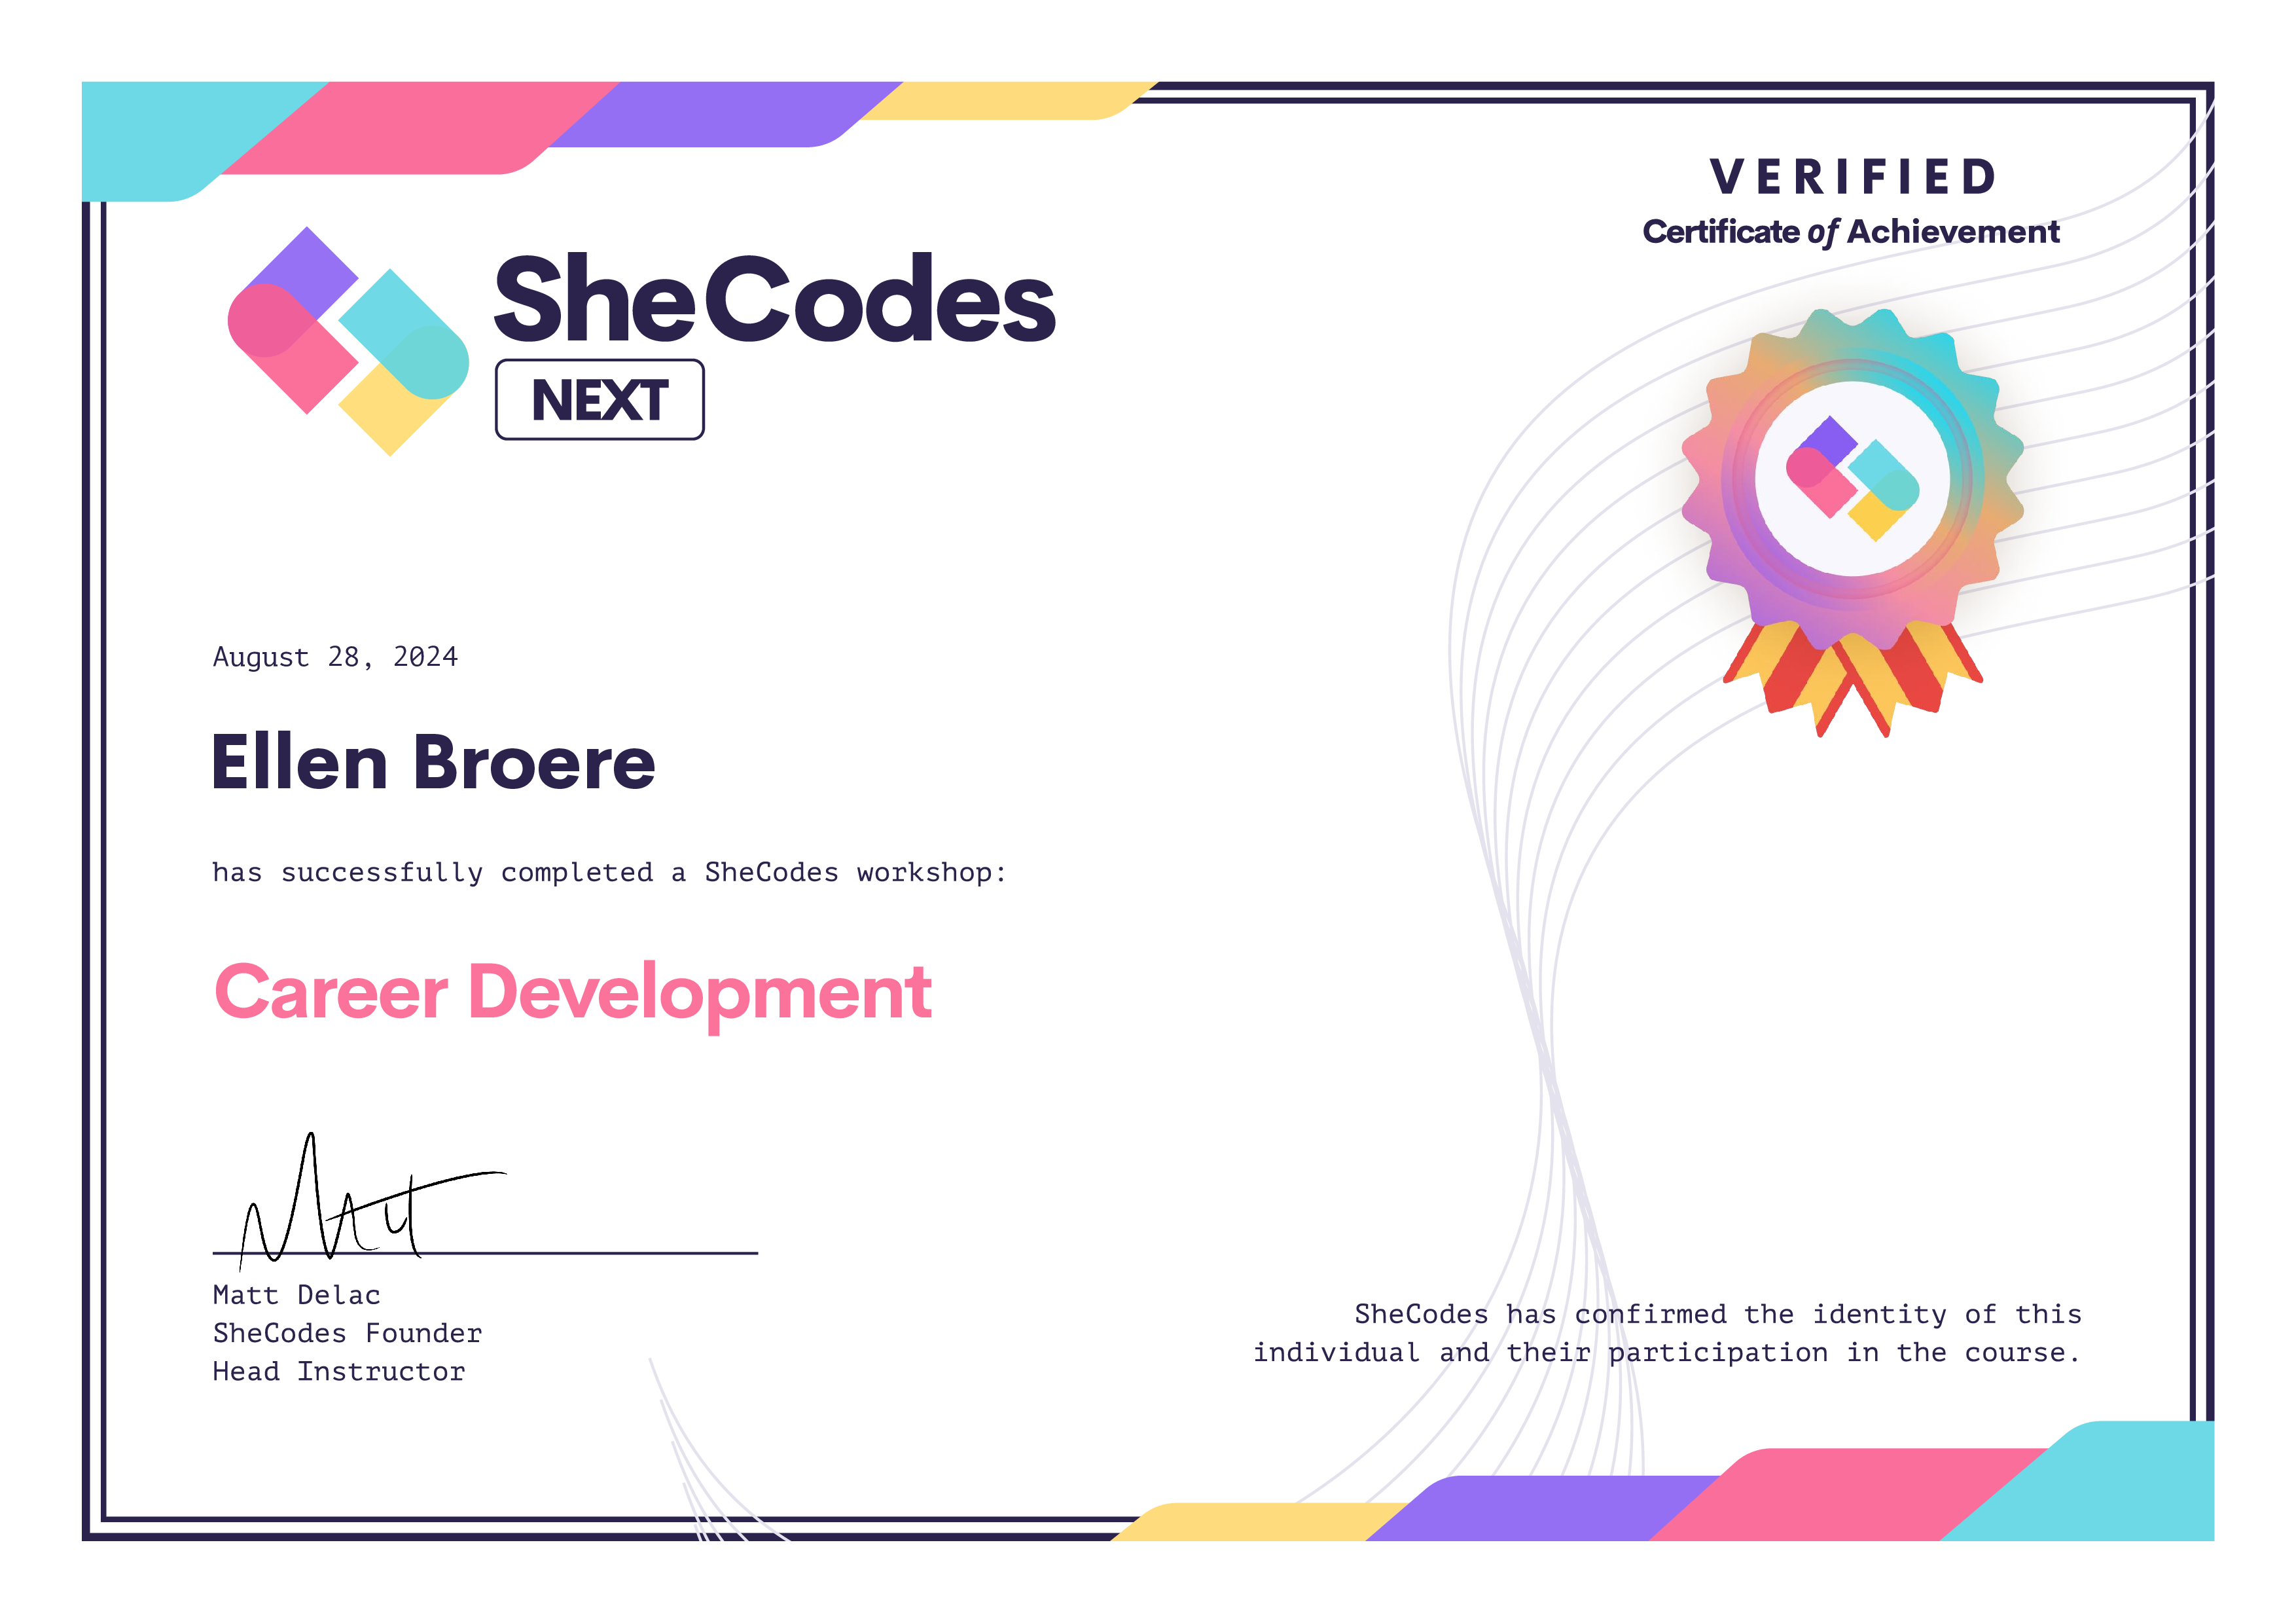 VERIFIED
Certificate of Achievement
SheCodes
NEXT
August 28, 2024
Ellen Broere
has successfully completed a SheCodes workshop:
Career Development
Matt
Matt Delac
SheCodes Founder
Head Instructor
SheCodes has confirmed the identity of this
individual and their participation in the course.